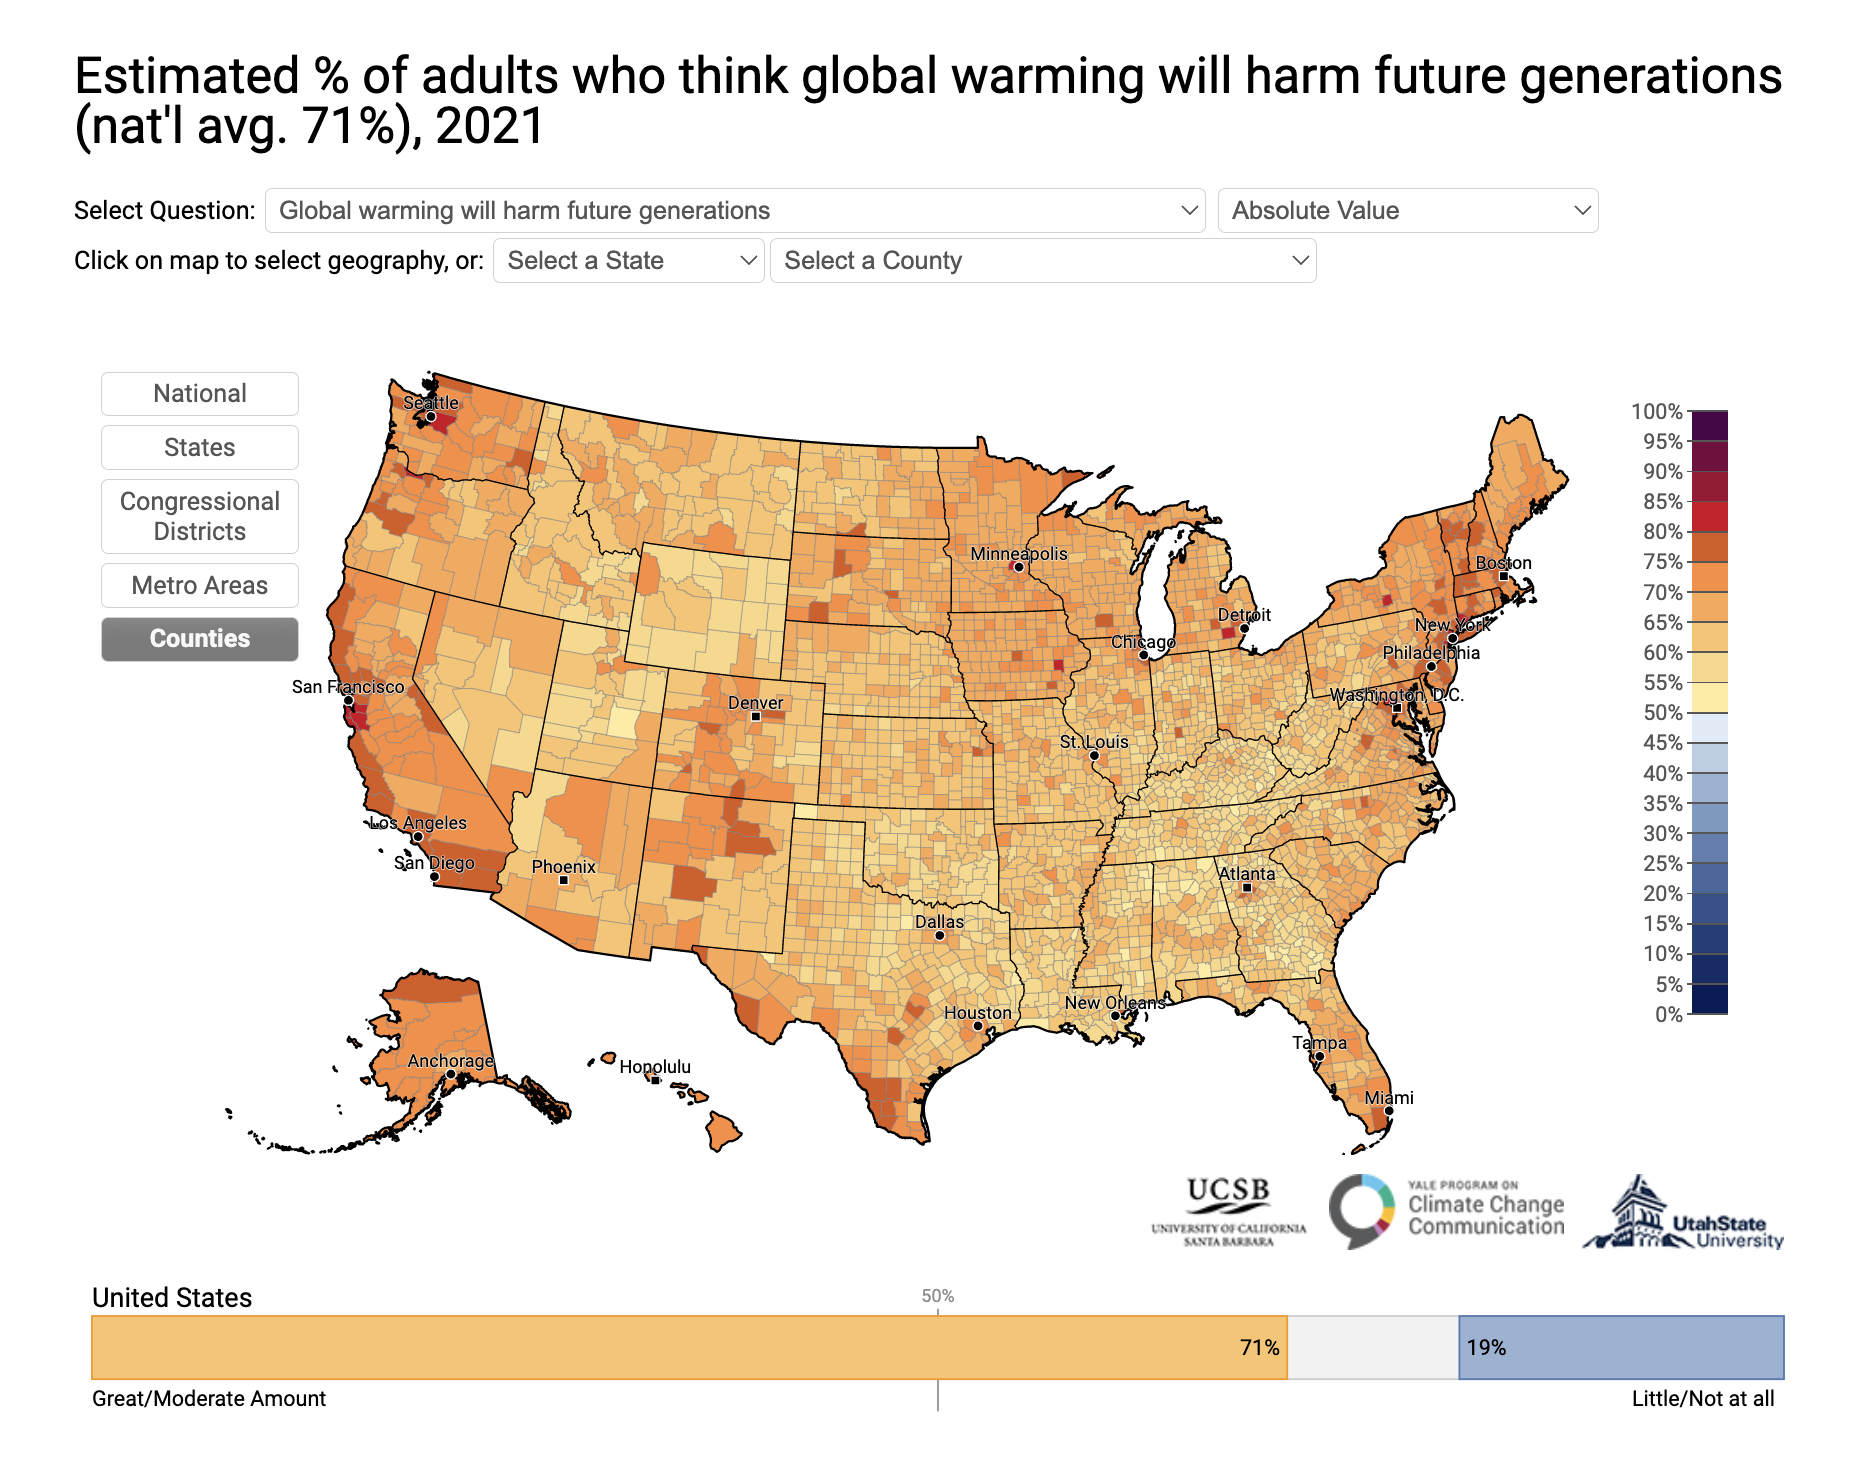 Estimated % of adults who think global warming will harm future generations
(nat'l avg. 71%), 2021
Select Question:
Global warming will harm future generations
Absolute Value
Click on map to select geography, or:
Select a State
Select a County
National
States
Congressional
Districts
Metro Areas
Counties
Seattle
Minneapolis
Boston
Detroit
New York
Chicago
Philadelphia
San Francisco
Washington, D.C.
Denver
St. Louis
Los Angeles
San Diego
Phoenix
Atlanta
Dallas
New Orleans
Houston
Tampa
Anchorage
Honolulu
Miami
100%
95%
90%
85%
80%
75%
70%
65%
60%
55%
50%
45%
40%
35%
30%
25%
20%
15%
10%
5%
0%
UCSB
UNIVERSITY OF CALIFORNIA
SANTA BARBARA
YALE PROGRAM ON
Climate Change
Communication
UtahState
University
United States
50%
71%
19%
Great/Moderate Amount
Little/Not at all